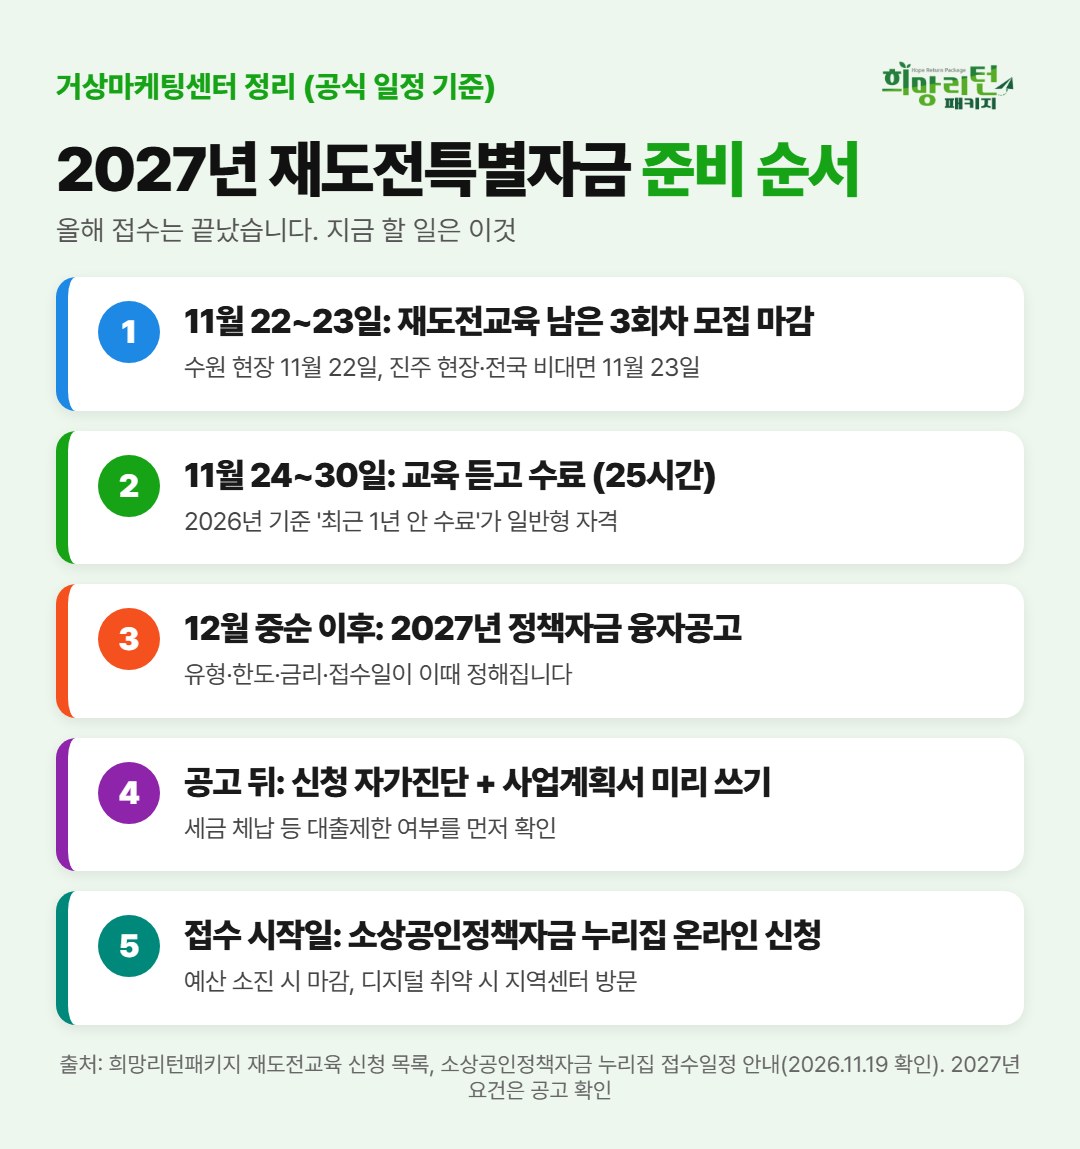 거상마케팅센터 정리 (공식 일정 기준)
Hope Return Package
희망리턴
패키지
2027년 재도전특별자금 준비 순서
올해 접수는 끝났습니다. 지금 할 일은 이것
1
11월 22~23일: 재도전교육 남은 3회차 모집 마감
수원 현장 11월 22일, 진주 현장·전국 비대면 11월 23일
2
11월 24~30일: 교육 듣고 수료 (25시간)
2026년 기준 '최근 1년 안 수료'가 일반형 자격
3
12월 중순 이후: 2027년 정책자금 융자공고
유형·한도·금리·접수일이 이때 정해집니다
4
공고 뒤: 신청 자가진단 + 사업계획서 미리 쓰기
세금 체납 등 대출제한 여부를 먼저 확인
5
접수 시작일: 소상공인정책자금 누리집 온라인 신청
예산 소진 시 마감, 디지털 취약 시 지역센터 방문
출처: 희망리턴패키지 재도전교육 신청 목록, 소상공인정책자금 누리집 접수일정 안내(2026.11.19 확인). 2027년
요건은 공고 확인